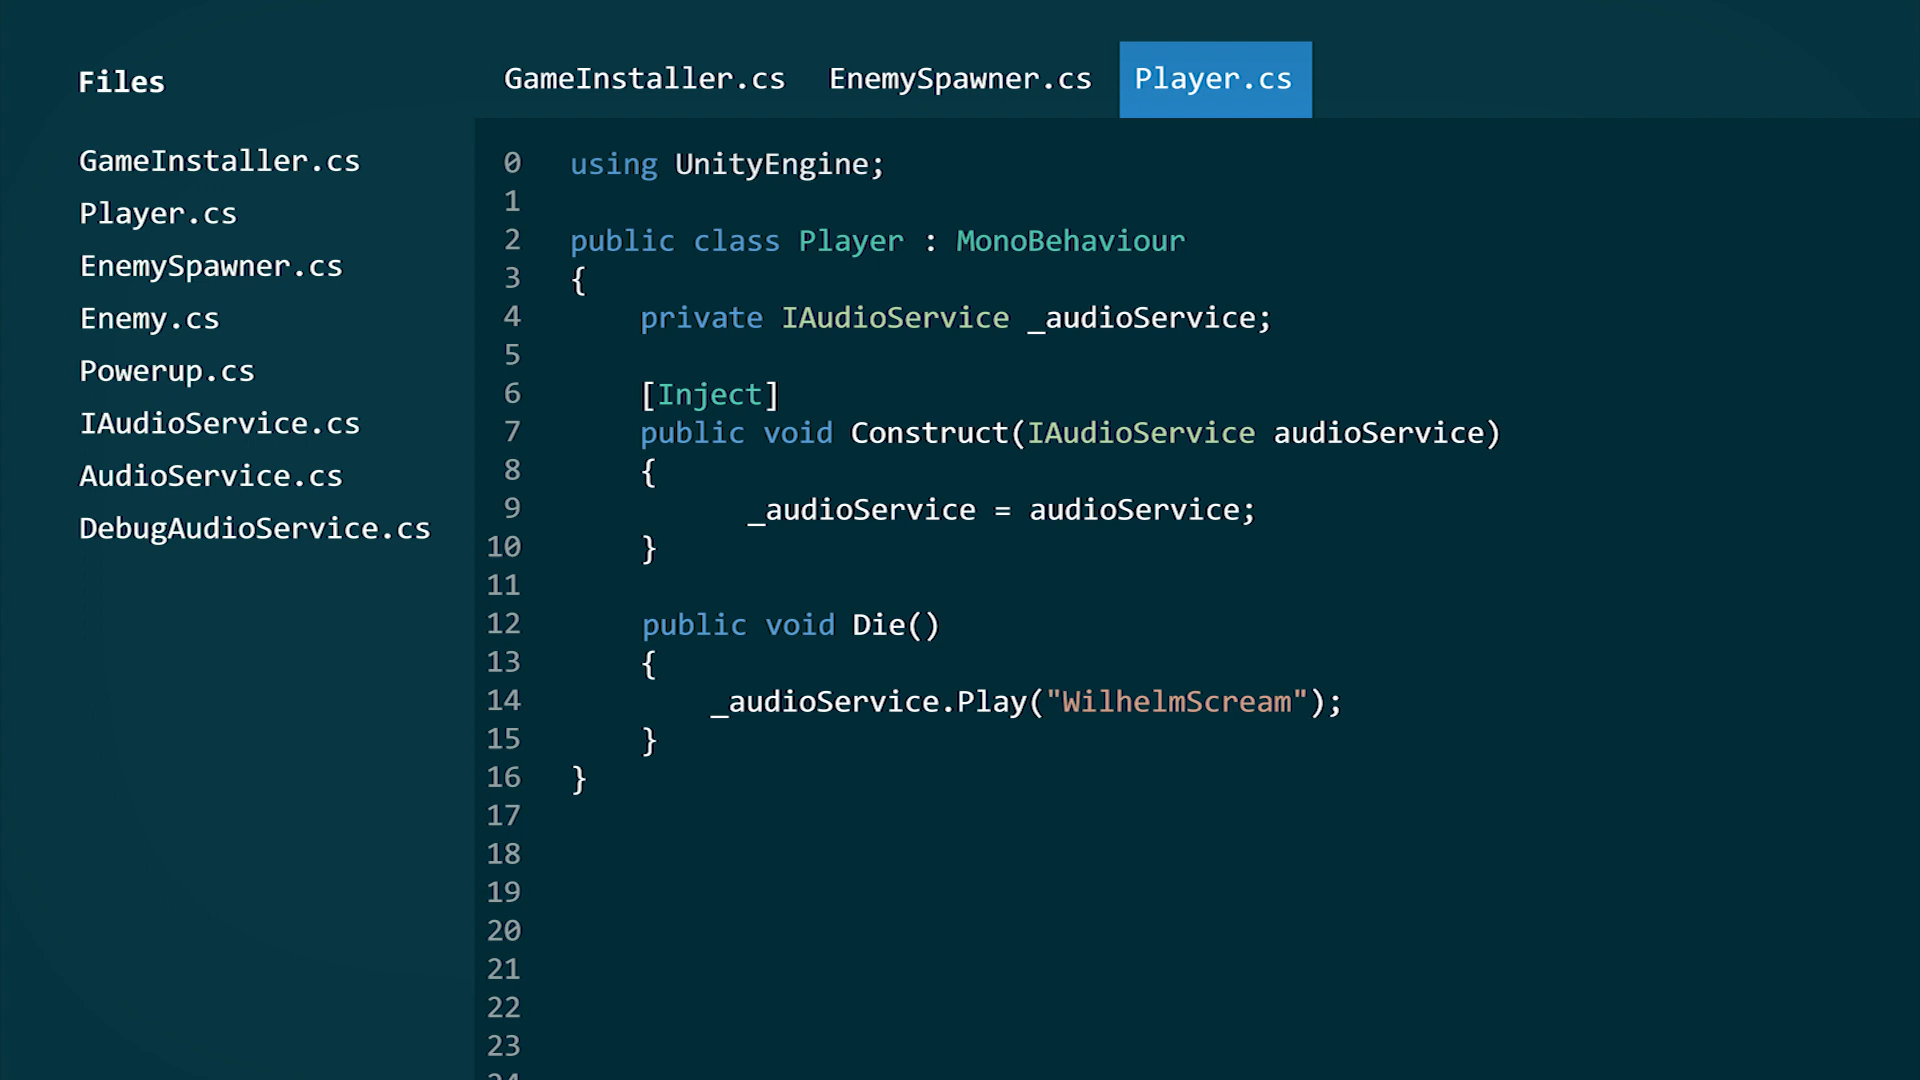 Files
GameInstaller.cs
Player.cs
EnemySpawner.cs
Enemy.cs
Powerup.cs
IAudioService.cs
AudioService.cs
DebugAudioService.cs
GameInstaller.cs EnemySpawner.cs Player.cs
0 using UnityEngine;
1
2 public class Player : MonoBehaviour
3 {
4     private IAudioService _audioService;
5
6     [Inject]
7     public void Construct(IAudioService audioService)
8     {
9           _audioService = audioService;
10     }
11
12     public void Die()
13     {
14         _audioService.Play("WilhelmScream");
15     }
16 }
17
18
19
20
21
22
23
24